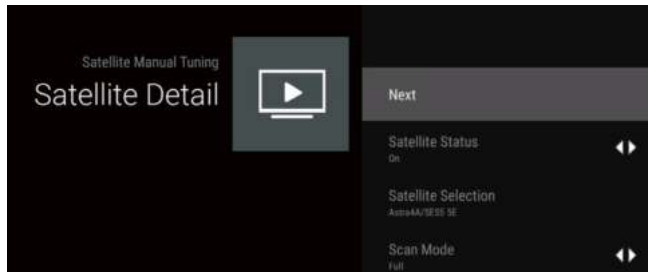 Satellite Manual Tuning
Satellite Detail
Next
Satellite Status
On
Satellite Selection
Astra4A/SES5 5E
Scan Mode
Full